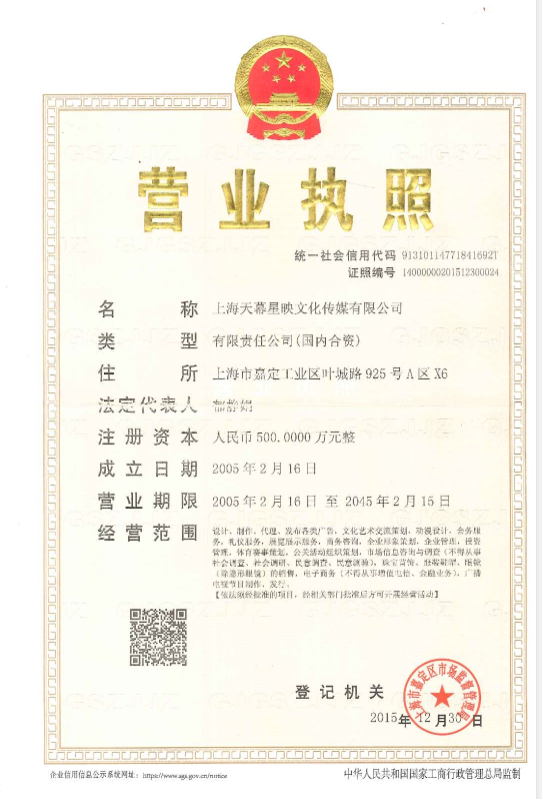 营业执照
统一社会信用代码 91310114771841692T
证照编号 14000000201512300024
名称 上海天幕星映文化传媒有限公司
类型 有限责任公司(国内合资)
住所 上海市嘉定工业区叶城路925号A区X6
法定代表人
注册资本 人民币500.0000万元整
成立日期 2005年2月16日
营业期限 2005年2月16日至2045年2月15日
经营范围 设计、制作、代理、发布各类广告,文化艺术交流策划,动漫设计,会务服
务,礼仪服务,展览展示服务,商务咨询,企业形象策划,企业管理,投资
管理,体育赛事策划,公关活动组织策划,市场信息咨询与调查(不得从事
社会调查、社会调研、民意调查、民意测验),珠宝首饰、
(除隐形眼镜)的销售,电子商务(不得从事增值电信、金融业务),广播
电视节目制作、发行。
【依法须经批准的项目,经相关部门批准后方可开展经营活动】
登记机关
上海市嘉定区市场监督管理局
2015年12月30日
企业信用信息公示系统网址:https://www.sgs.gov.cn/notice
中华人民共和国国家工商行政管理总局监制